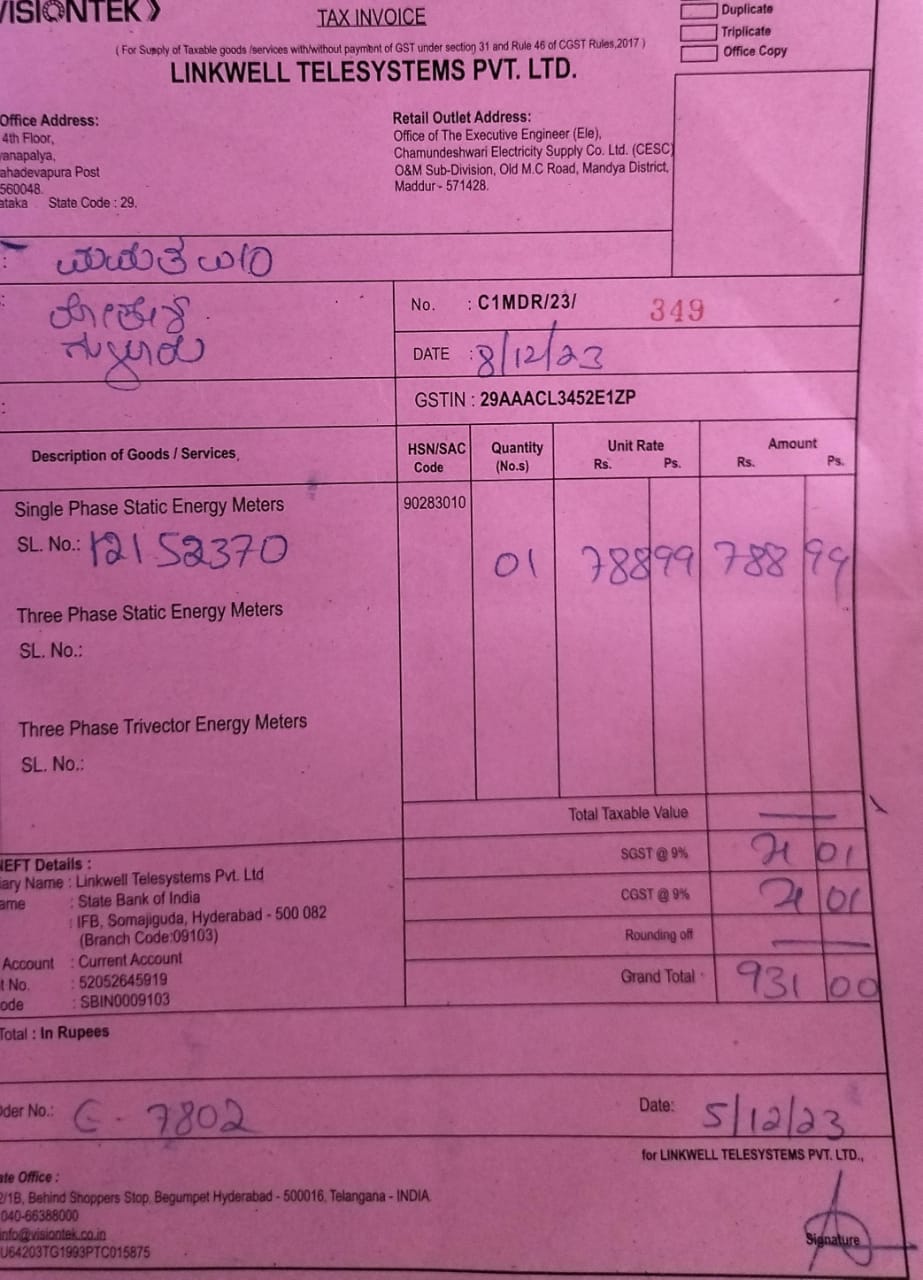 VISIONTEK
TAX INVOICE
Duplicate
Triplicate
Office Copy
( For Supply of Taxable goods /services with/without payment of GST under section 31 and Rule 46 of CGST Rules,2017 )
LINKWELL TELESYSTEMS PVT. LTD.
Office Address:
4th Floor,
Post
560048.
State Code : 29.
Retail Outlet Address:
Office of The Executive Engineer (Ele),
Chamundeshwari Electricity Supply Co. Ltd. (CESC)
O&M Sub-Division, Old M.C Road, Mandya District,
Maddur - 571428.
No. : C1MDR/23/ 349
DATE : 8/12/23
GSTIN : 29AAACL3452E1ZP
Description of Goods / Services, HSN/SAC Code Quantity (No.s) Unit Rate Rs. Ps. Amount Rs. Ps.
Single Phase Static Energy Meters 90283010
SL. No.: 12152370 01 788 99 788 99
Three Phase Static Energy Meters
SL. No.:
Three Phase Trivector Energy Meters
SL. No.:
Total Taxable Value
SGST @ 9% 71 01
CGST @ 9% 71 01
Rounding off
Grand Total 931 00
NEFT Details :
Name : Linkwell Telesystems Pvt. Ltd
: State Bank of India
: IFB, Somajiguda, Hyderabad - 500 082
(Branch Code:09103)
Account : Current Account
No. : 52052645919
: SBIN0009103
Total : In Rupees
No.: 7802 Date: 5/12/23
for LINKWELL TELESYSTEMS PVT. LTD.,
Office :
Behind Shoppers Stop, Begumpet Hyderabad - 500016, Telangana - INDIA
040-66388000
info@visiontek.co.in
U64203TG1993PTC015875
Signature